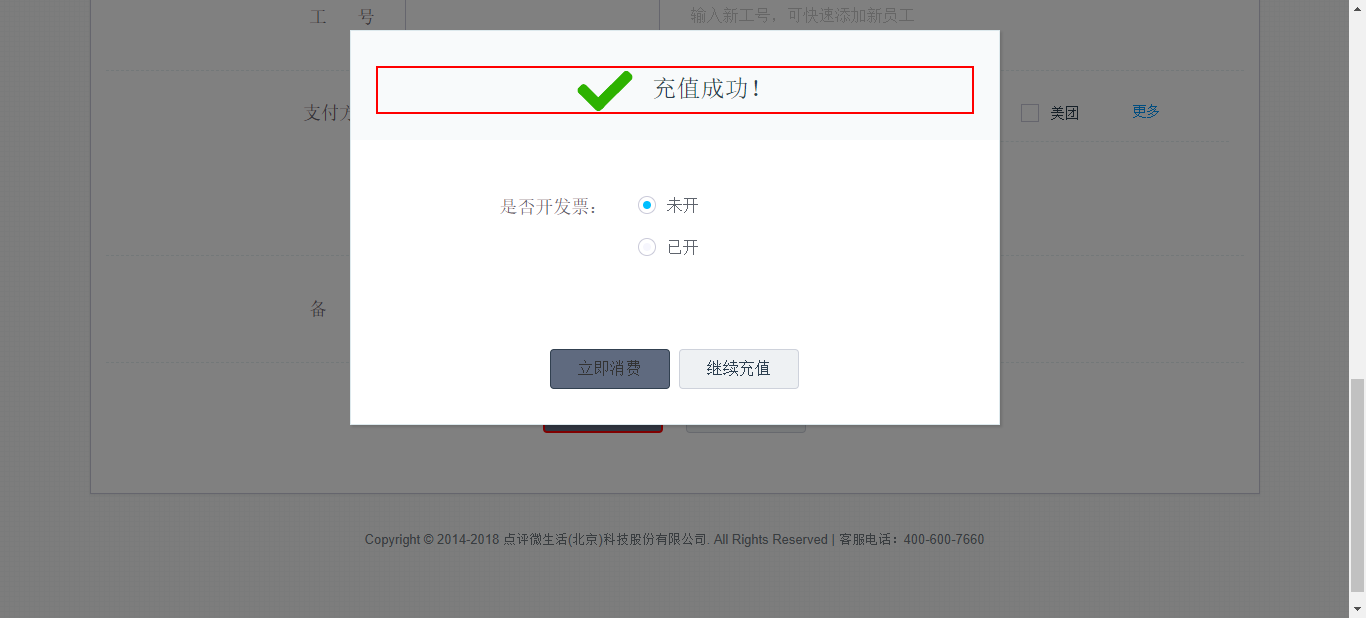 工 号
输入新工号，可快速添加新员工
充值成功！
支付方
美团
更多
是否开发票：
未开
已开
备
立即消费
继续充值
Copyright © 2014-2018 点评微生活(北京)科技股份有限公司. All Rights Reserved | 客服电话：400-600-7660